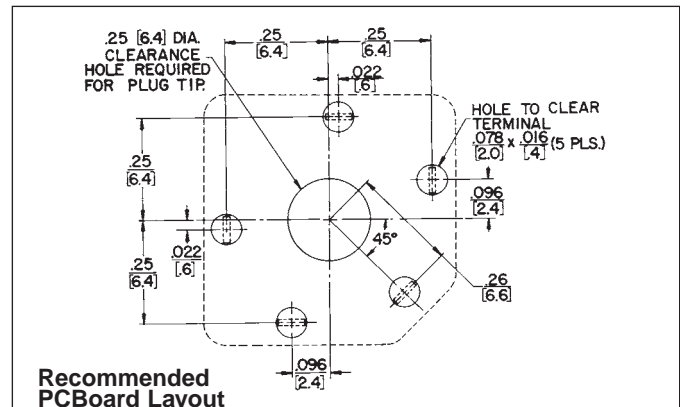 .25 [6.4] DIA.
CLEARANCE
HOLE REQUIRED
FOR PLUG TIP.
.25
[6.4]
.25
[6.4]
.022
[.6]
HOLE TO CLEAR
TERMINAL
.078 x .016 (5 PLS.)
[2.0] [.4]
.25
[6.4]
.096
[2.4]
45°
.022
[.6]
.25
[6.4]
.26
[6.6]
.096
[2.4]
Recommended
PCBoard Layout